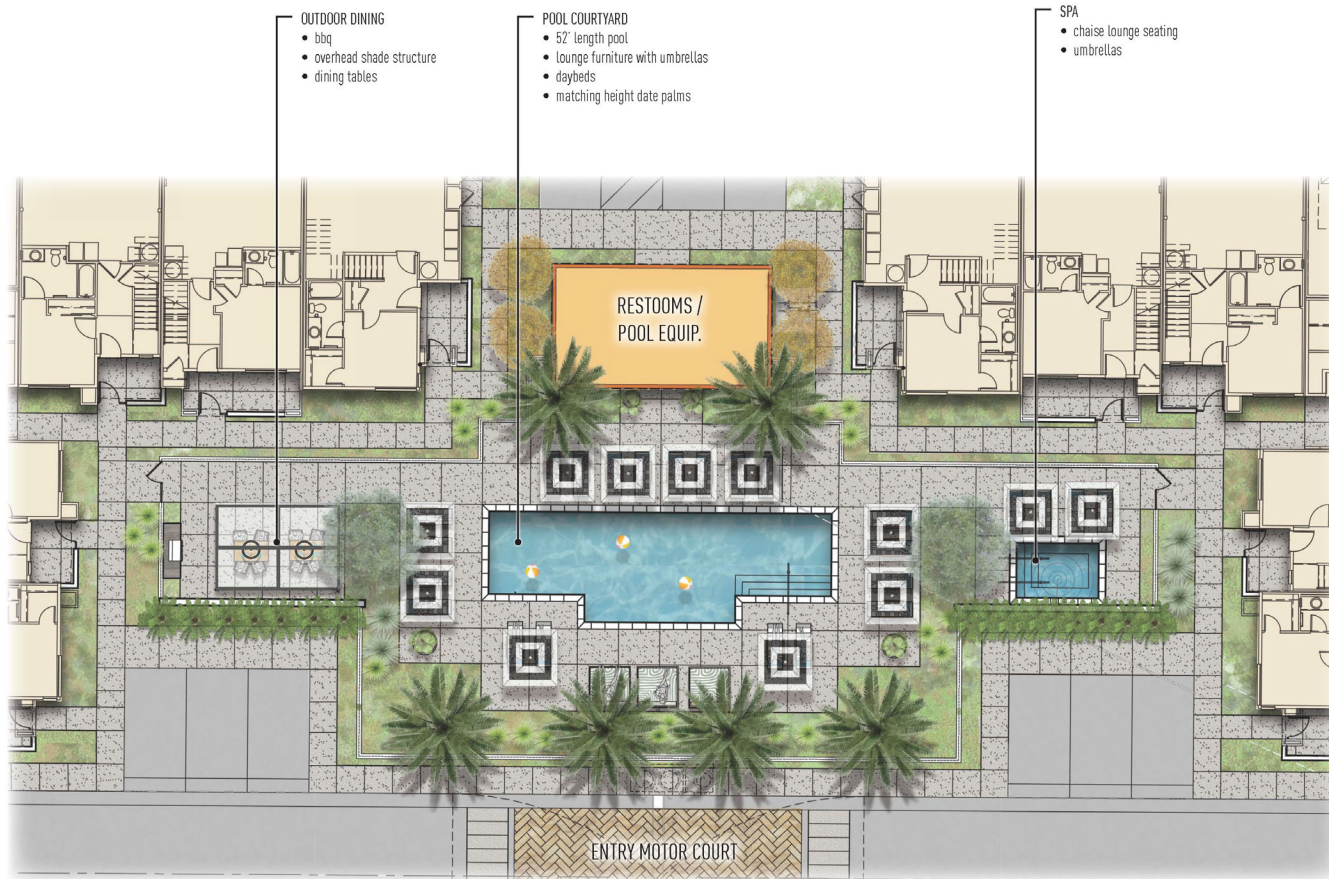 OUTDOOR DINING
• bbq
• overhead shade structure
• dining tables
POOL COURTYARD
• 52' length pool
• lounge furniture with umbrellas
• daybeds
• matching height date palms
SPA
• chaise lounge seating
• umbrellas
RESTOOMS /
POOL EQUIP.
ENTRY MOTOR COURT